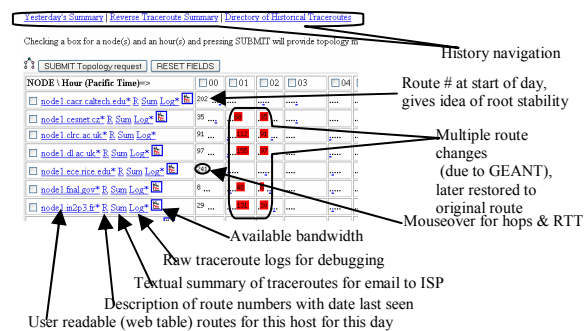 Yesterday's Summary | Reverse Traceroute Summary | Directory of Historical Traceroutes
Checking a box for a node(s) and an hour(s) and pressing SUBMIT will provide topology m
History navigation
SUBMIT Topology request RESET FIELDS
NODE \ Hour (Pacific Time)=> 00 01 02 03 04
Route # at start of day,
gives idea of root stability
node1.cacr.caltech.edu* R Sum Log* 202
node1.cesnet.cz* R Sum Log* 35
node1.clrc.ac.uk* R Sum Log* 91
node1.dl.ac.uk* R Sum Log* 97
node1.ece.rice.edu* R Sum Log* 241
node1.fnal.gov* R Sum Log* 8
node1.in2p3.fr* R Sum Log* 29
Multiple route
changes
(due to GEANT),
later restored to
original route
Mouseover for hops & RTT
Available bandwidth
Raw traceroute logs for debugging
Textual summary of traceroutes for email to ISP
Description of route numbers with date last seen
User readable (web table) routes for this host for this day